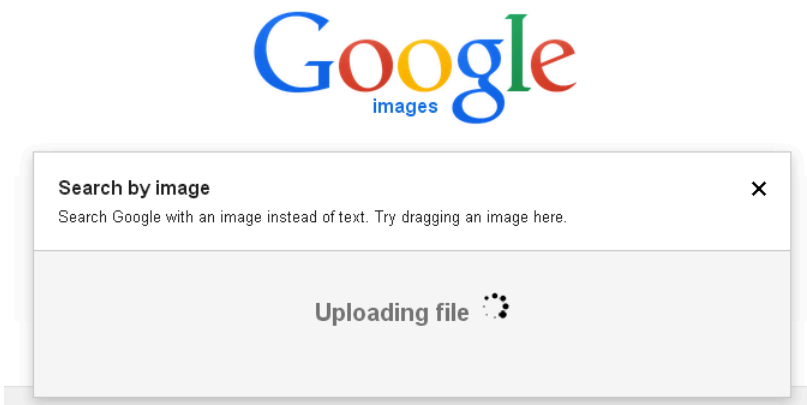 Google
images
Search by image
Search Google with an image instead of text. Try dragging an image here.
Uploading file